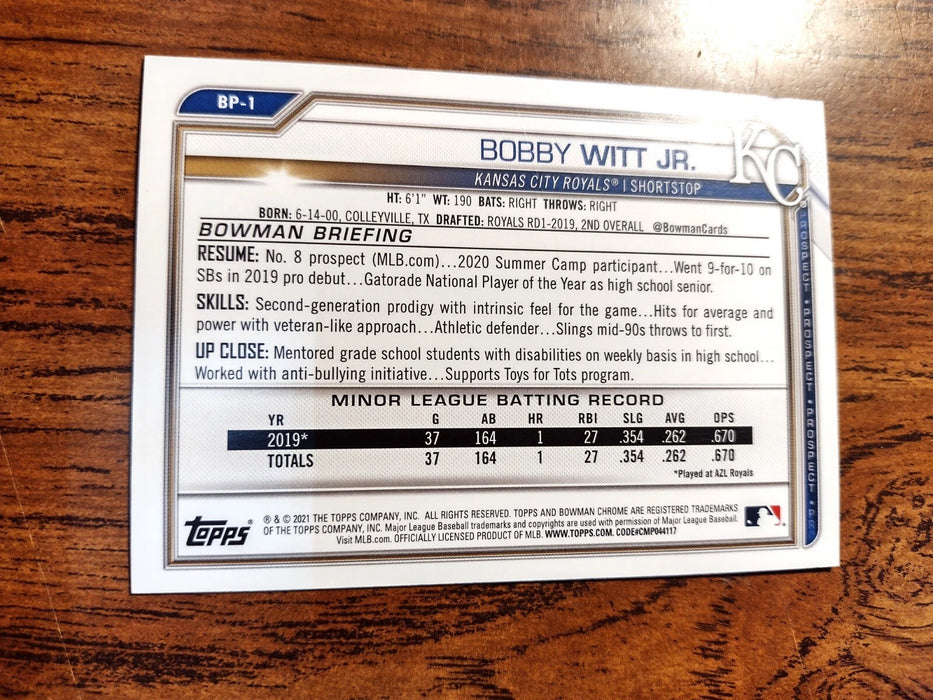 BP-1
BOBBY WITT JR.
KC
KANSAS CITY ROYALS® | SHORTSTOP
HT: 6'1" WT: 190 BATS: RIGHT THROWS: RIGHT
BORN: 6-14-00, COLLEYVILLE, TX DRAFTED: ROYALS RD1-2019, 2ND OVERALL @BowmanCards
BOWMAN BRIEFING
RESUME: No. 8 prospect (MLB.com)...2020 Summer Camp participant...Went 9-for-10 on
SBs in 2019 pro debut...Gatorade National Player of the Year as high school senior.
SKILLS: Second-generation prodigy with intrinsic feel for the game...Hits for average and
power with veteran-like approach...Athletic defender...Slings mid-90s throws to first.
UP CLOSE: Mentored grade school students with disabilities on weekly basis in high school...
Worked with anti-bullying initiative...Supports Toys for Tots program.
MINOR LEAGUE BATTING RECORD
YR G AB HR RBI SLG AVG OPS
2019* 37 164 1 27 .354 .262 .670
TOTALS 37 164 1 27 .354 .262 .670
*Played at AZL Royals
PROSPECT • PROSPECT • PROSPECT • PR
TOPPS®
® & © 2021 THE TOPPS COMPANY, INC. ALL RIGHTS RESERVED. TOPPS AND BOWMAN CHROME ARE REGISTERED TRADEMARKS
OF THE TOPPS COMPANY, INC. Major League Baseball trademarks and copyrights are used with permission of Major League Baseball.
Visit MLB.com. OFFICIALLY LICENSED PRODUCT OF MLB. WWW.TOPPS.COM. CODE#CMP044117